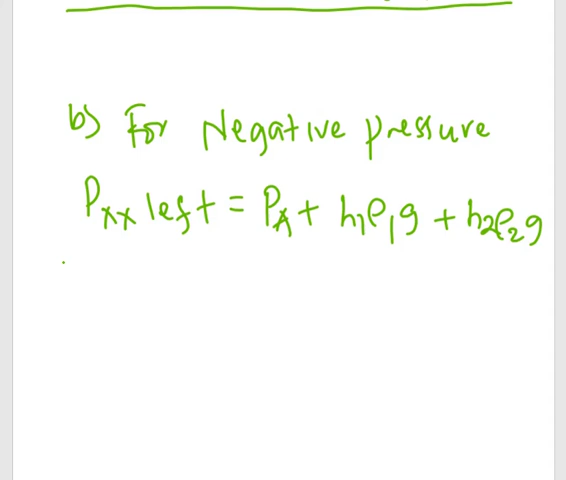 b) For Negative pressure
Pxx left = PA + h1ρ1g + h2ρ2g